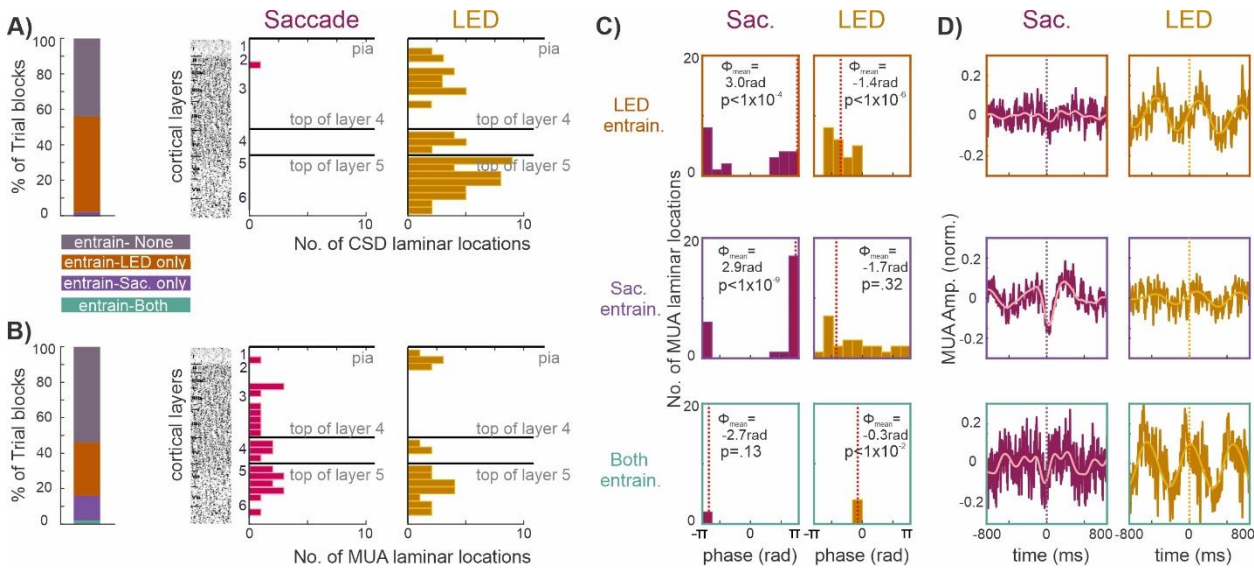 A)
% of Trial blocks
100
80
60
40
20
0
entrain- None
entrain-LED only
entrain-Sac. only
entrain-Both
cortical layers
Saccade
1
2
3
4
5
6
pia
top of layer 4
top of layer 5
0
10
LED
pia
top of layer 4
top of layer 5
0
10
No. of CSD laminar locations
B)
% of Trial blocks
100
80
60
40
20
0
cortical layers
1
2
3
4
5
6
pia
top of layer 4
top of layer 5
0
10
pia
top of layer 4
top of layer 5
0
10
No. of MUA laminar locations
C)
Sac.
LED
No. of MUA laminar locations
LED
entrain.
20
0
Φmean=
3.0rad
p<1x10-4
Φmean=
-1.4rad
p<1x10-6
Sac.
entrain.
20
0
Φmean=
2.9rad
p<1x10-9
Φmean=
-1.7rad
p=.32
Both
entrain.
20
0
Φmean=
-2.7rad
p=.13
Φmean=
-0.3rad
p<1x10-2
-π
0
π
phase (rad)
-π
0
π
phase (rad)
D)
Sac.
LED
MUA Amp. (norm.)
0.2
0
-0.2
0.2
0
-0.2
0.2
0
-0.2
-800
0
800
time (ms)
-800
0
800
time (ms)